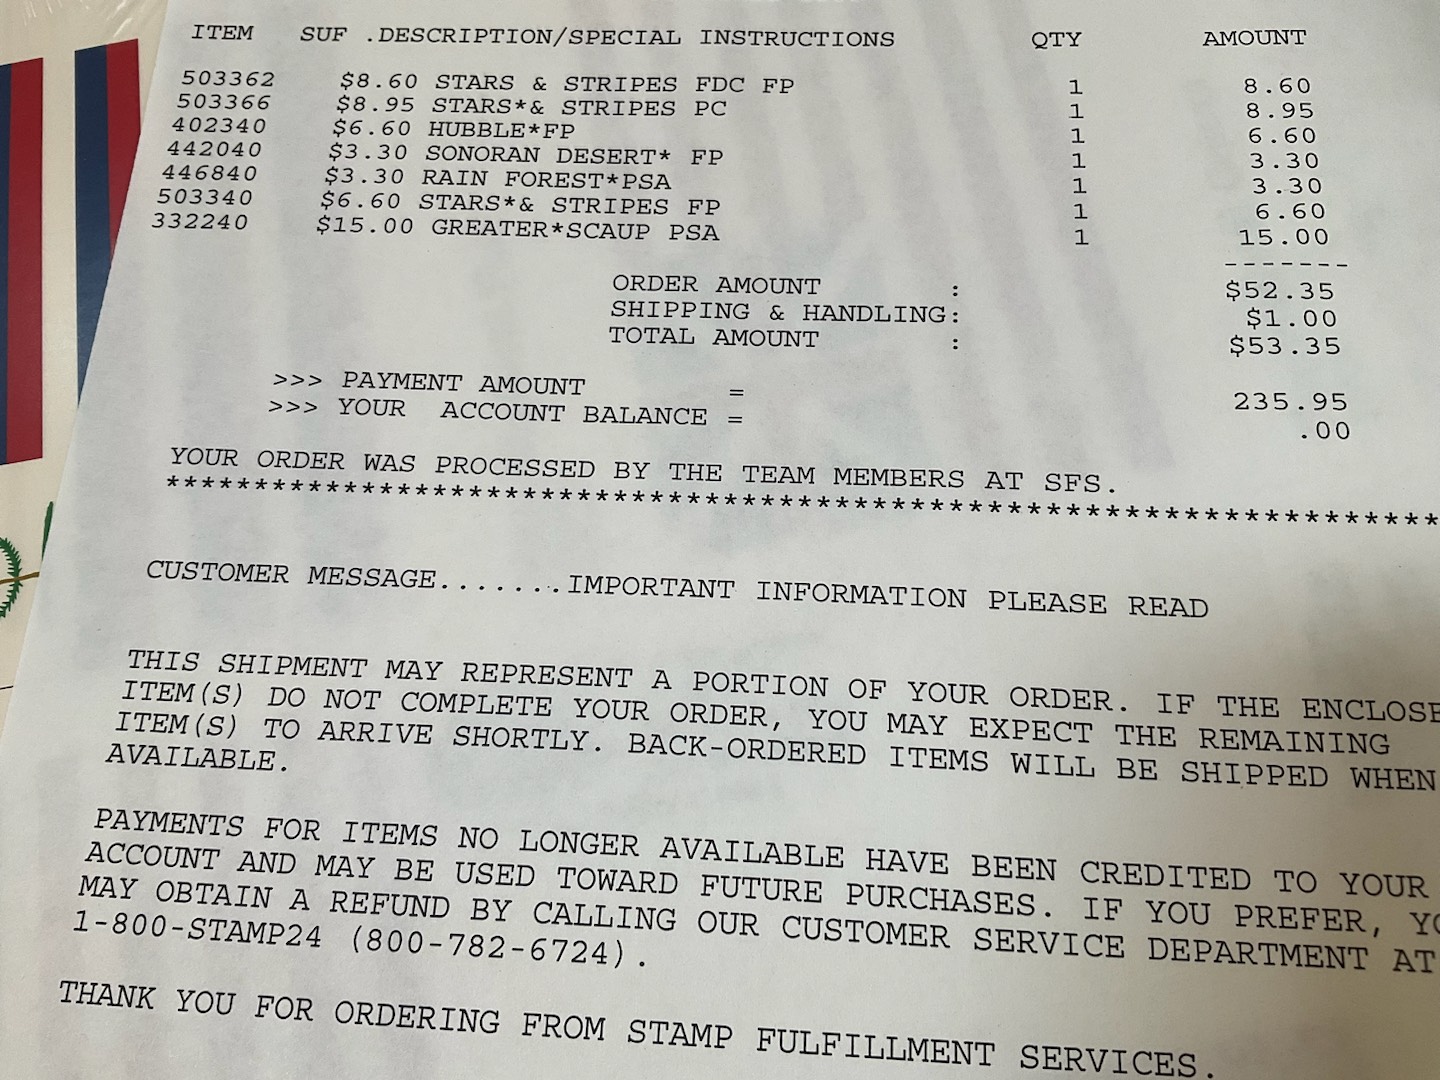 ITEM SUF .DESCRIPTION/SPECIAL INSTRUCTIONS QTY AMOUNT
503362 $8.60 STARS & STRIPES FDC FP 1 8.60
503366 $8.95 STARS*& STRIPES PC 1 8.95
402340 $6.60 HUBBLE*FP 1 6.60
442040 $3.30 SONORAN DESERT* FP 1 3.30
446840 $3.30 RAIN FOREST*PSA 1 3.30
503340 $6.60 STARS*& STRIPES FP 1 6.60
332240 $15.00 GREATER*SCAUP PSA 1 15.00
-------
ORDER AMOUNT : $52.35
SHIPPING & HANDLING: $1.00
TOTAL AMOUNT : $53.35
>>> PAYMENT AMOUNT = 235.95
>>> YOUR ACCOUNT BALANCE = .00
YOUR ORDER WAS PROCESSED BY THE TEAM MEMBERS AT SFS.
**********************************************************************
CUSTOMER MESSAGE.......IMPORTANT INFORMATION PLEASE READ
THIS SHIPMENT MAY REPRESENT A PORTION OF YOUR ORDER. IF THE ENCLOSE
ITEM(S) DO NOT COMPLETE YOUR ORDER, YOU MAY EXPECT THE REMAINING
ITEM(S) TO ARRIVE SHORTLY. BACK-ORDERED ITEMS WILL BE SHIPPED WHEN
AVAILABLE.
PAYMENTS FOR ITEMS NO LONGER AVAILABLE HAVE BEEN CREDITED TO YOUR
ACCOUNT AND MAY BE USED TOWARD FUTURE PURCHASES. IF YOU PREFER, YO
MAY OBTAIN A REFUND BY CALLING OUR CUSTOMER SERVICE DEPARTMENT AT
1-800-STAMP24 (800-782-6724).
THANK YOU FOR ORDERING FROM STAMP FULFILLMENT SERVICES.